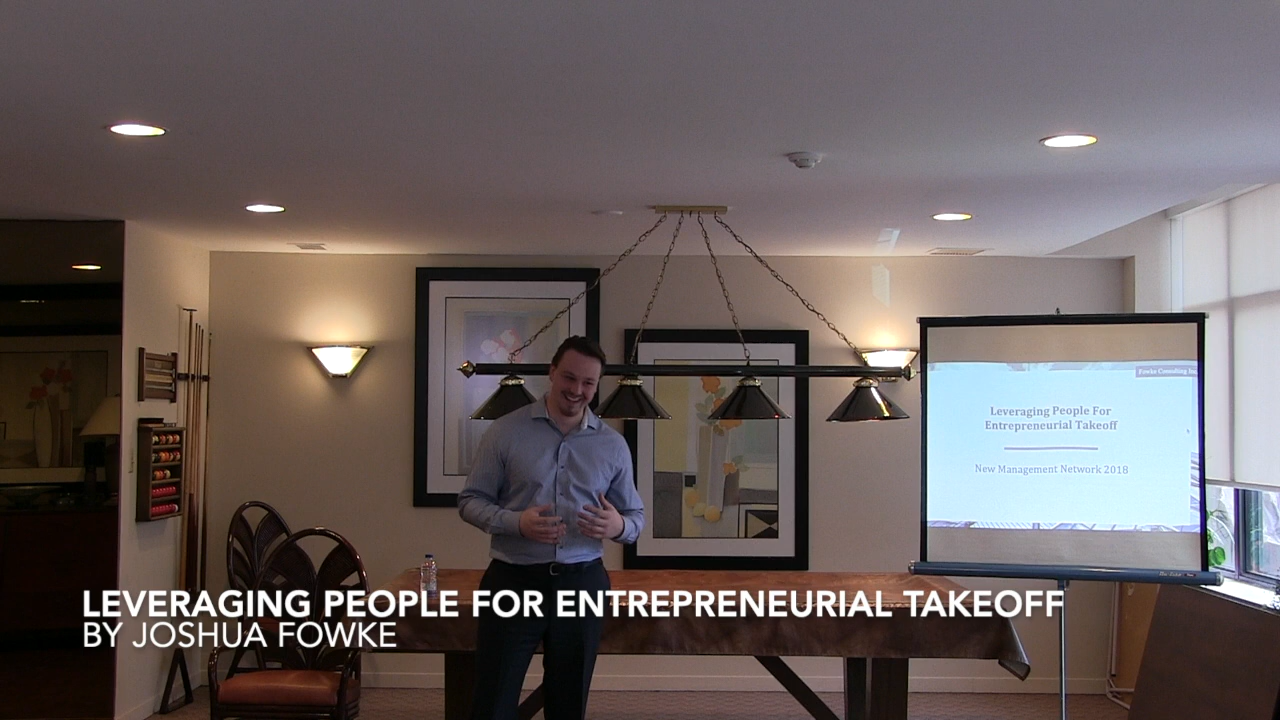 Fowke Consulting Inc.
Leveraging People For
Entrepreneurial Takeoff
New Management Network 2018
LEVERAGING PEOPLE FOR ENTREPRENEURIAL TAKEOFF
BY JOSHUA FOWKE